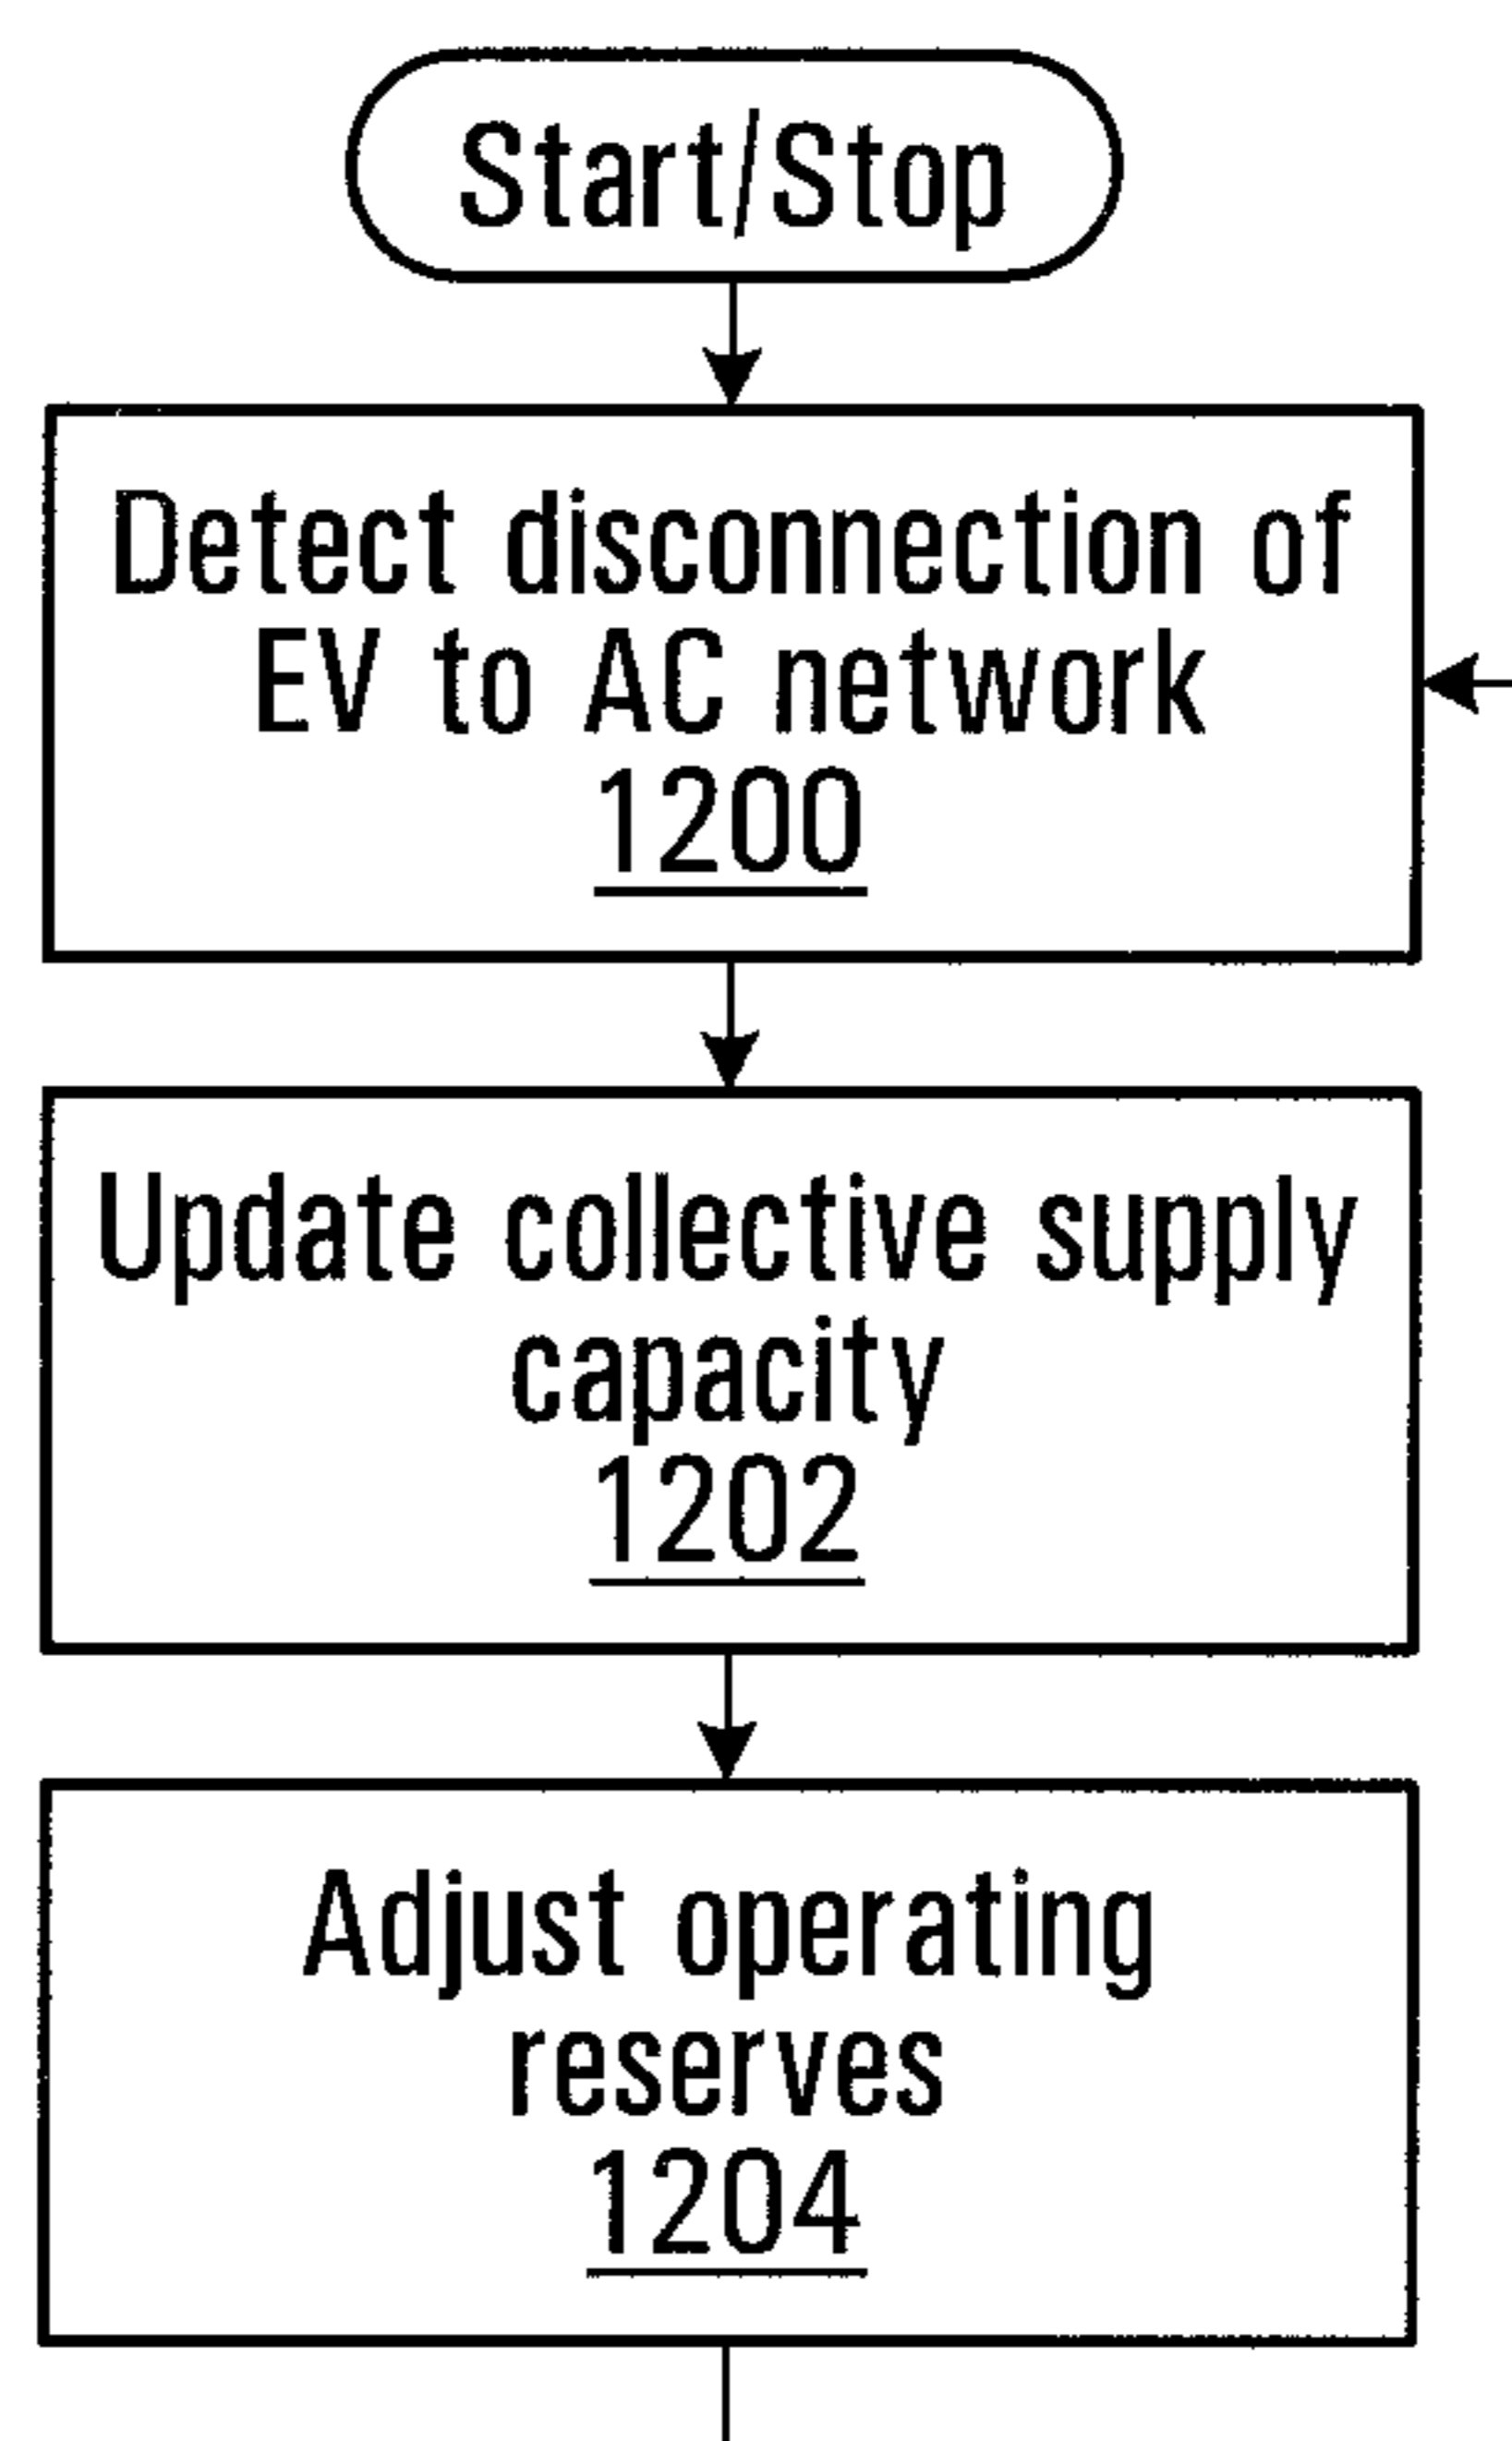 Start/Stop
Detect disconnection of
EV to AC network
1200
Update collective supply
capacity
1202
Adjust operating
reserves
1204